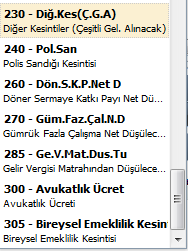 230 - Diğ.Kes(Ç.G.A)
Diğer Kesintiler (Çeşitli Gel. Alınacak)
240 - Pol.San
Polis Sandığı Kesintisi
260 - Dön.S.K.P.Net D
Döner Sermaye Katkı Payı Net Dü...
270 - Güm.Faz.Çal.N.D
Gümrük Fazla Çalışma Net Düşülec...
285 - Ge.V.Mat.Dus.Tu
Gelir Vergisi Matrahından Düşülece...
300 - Avukatlık Ücret
Avukatlık Ücreti
305 - Bireysel Emeklilik Kesin
Bireysel Emeklilik Kesintisi